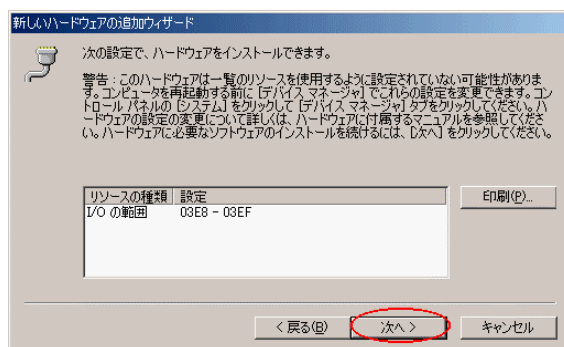 新しいハードウェアの追加ウィザード
次の設定で、ハードウェアをインストールできます。
警告 : このハードウェアは一覧のリソースを使用するように設定されていない可能性がありま
す。コンピュータを再起動する前に [デバイス マネージャ] でこれらの設定を変更できます。コン
トロール パネルの [システム] をクリックして [デバイス マネージャ] タブをクリックしてください。ハ
ードウェアの設定の変更について詳しくは、ハードウェアに付属するマニュアルを参照してくださ
い。ハードウェアに必要なソフトウェアのインストールを続けるには、[次へ] をクリックしてください。
リソースの種類 設定
I/O の範囲 03E8 - 03EF
印刷(P)...
< 戻る(B) 次へ > キャンセル